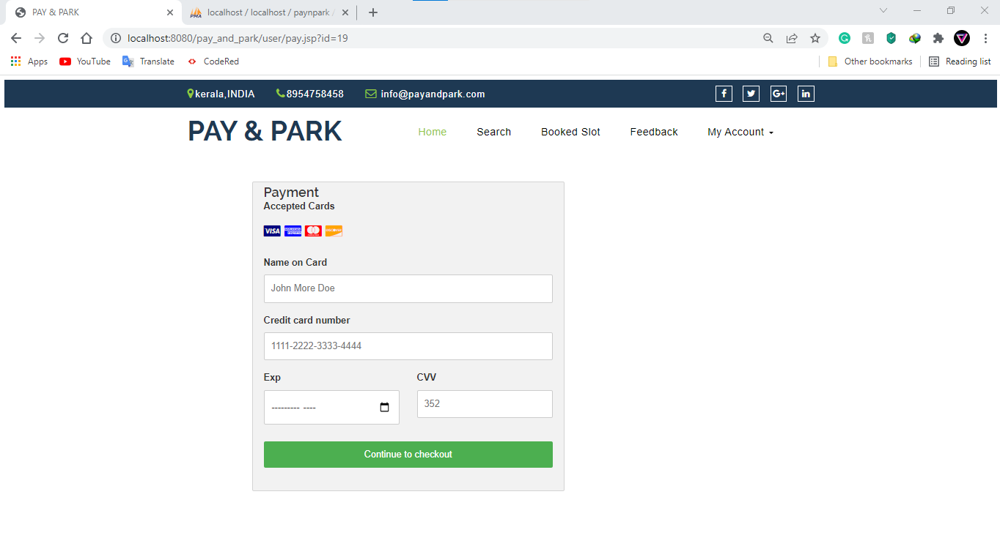 PAY & PARK
localhost / localhost / paynpark /
localhost:8080/pay_and_park/user/pay.jsp?id=19
Apps YouTube Translate CodeRed Other bookmarks Reading list
kerala,INDIA 8954758458 info@payandpark.com
PAY & PARK Home Search Booked Slot Feedback My Account
Payment
Accepted Cards
VISA
Name on Card
John More Doe
Credit card number
1111-2222-3333-4444
Exp CVV
--------- ---- 352
Continue to checkout